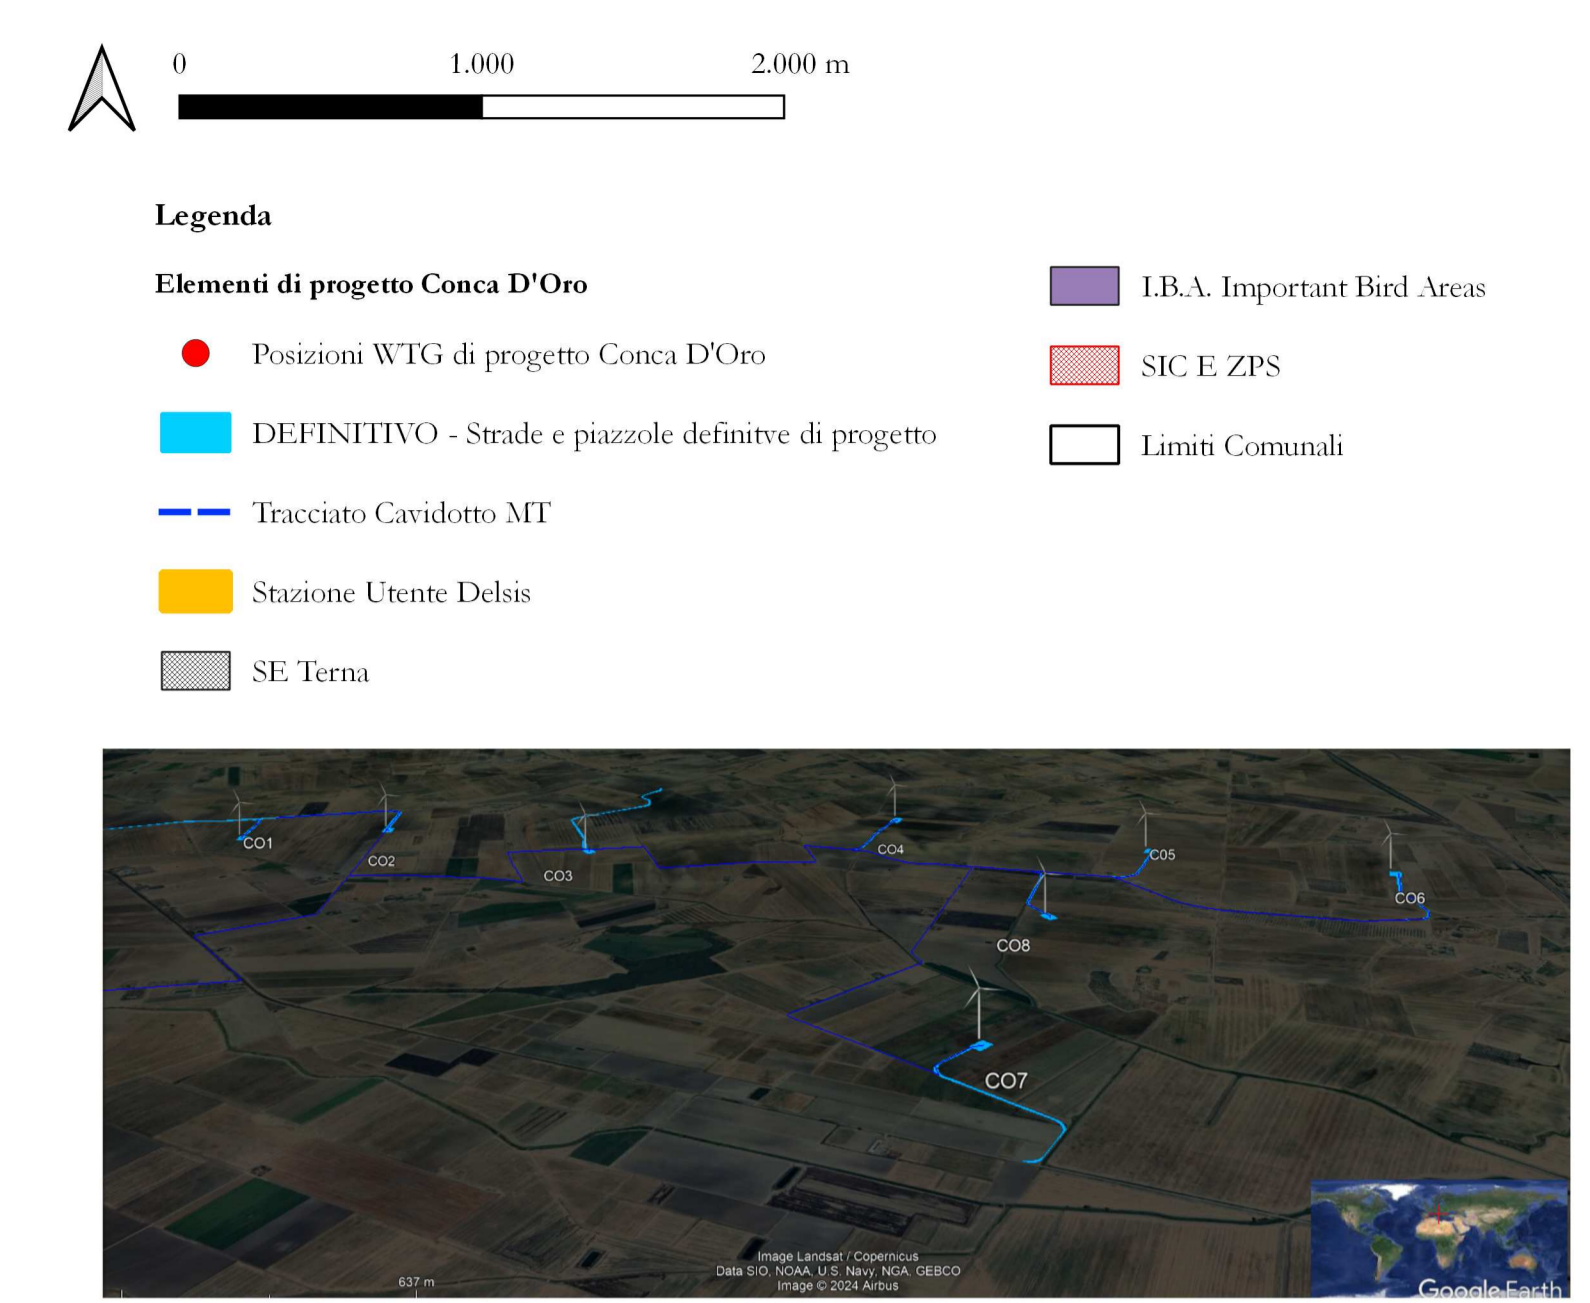 0 1.000 2.000 m
Legenda
Elementi di progetto Conca D'Oro
Posizioni WTG di progetto Conca D'Oro
DEFINITIVO - Strade e piazzole definitve di progetto
Tracciato Cavidotto MT
Stazione Utente Delsis
SE Terna
I.B.A. Important Bird Areas
SIC E ZPS
Limiti Comunali
CO1
CO2
CO3
CO4
C05
CO6
CO8
CO7
Image Landsat / Copernicus
Data SIO, NOAA, U.S. Navy, NGA, GEBCO
Image © 2024 Airbus
637 m
Google Earth